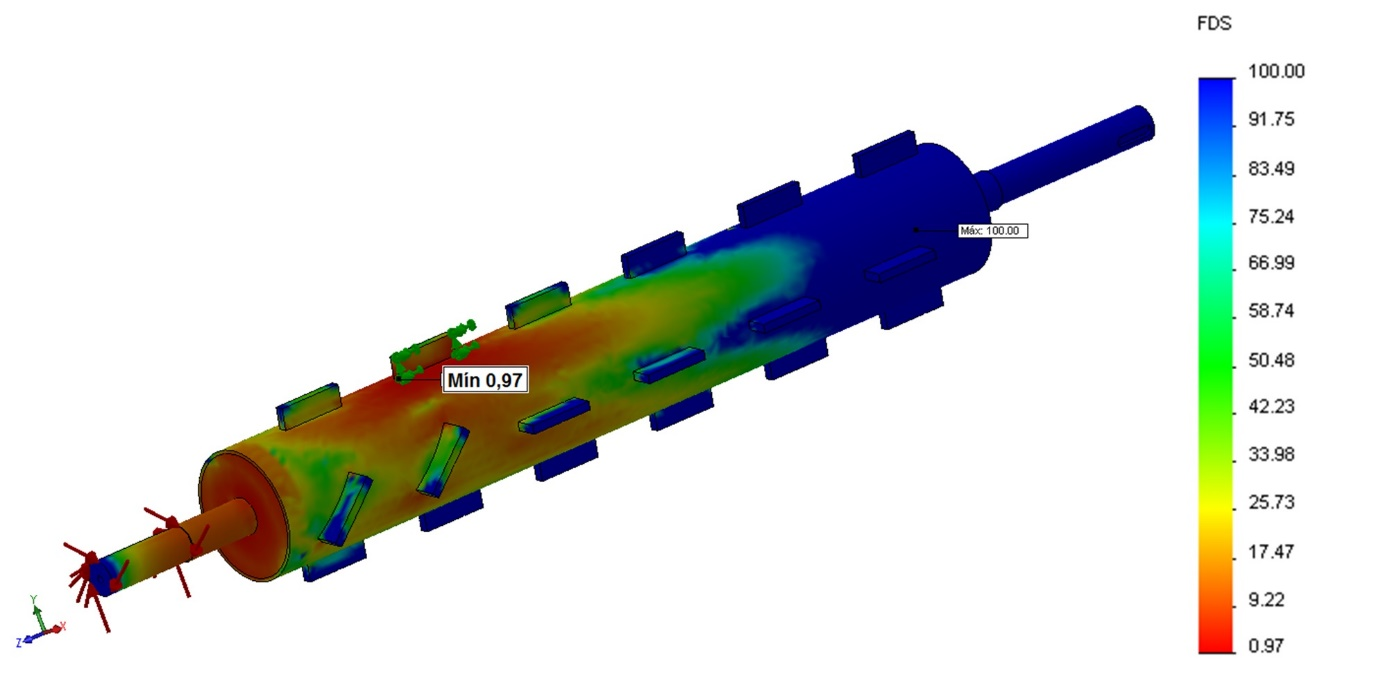 FDS
100.00
91.75
83.49
75.24
66.99
58.74
50.48
42.23
33.98
25.73
17.47
9.22
0.97
Máx: 100.00
Mín 0,97
Y
Z
X